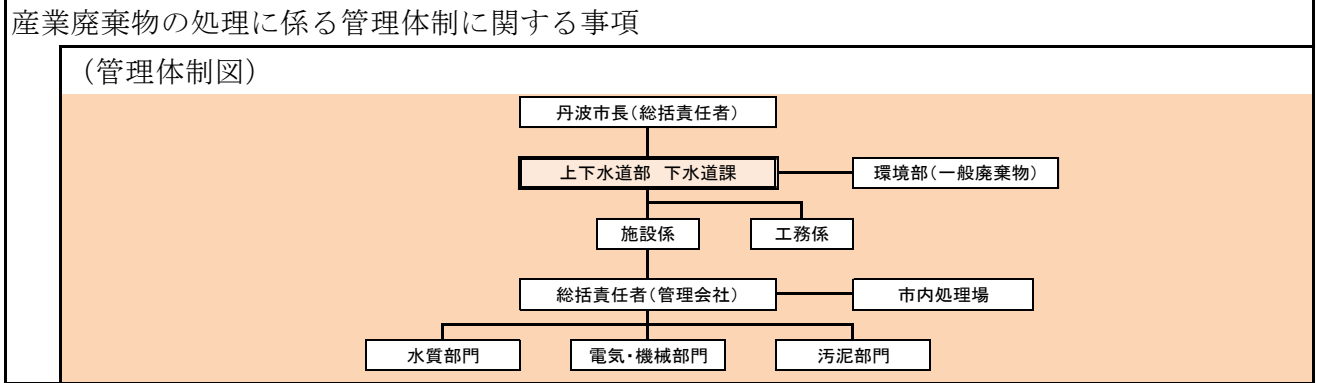 産業廃棄物の処理に係る管理体制に関する事項
（管理体制図）
丹波市長（総括責任者）
上下水道部　下水道課
環境部（一般廃棄物）
施設係
工務係
総括責任者（管理会社）
市内処理場
水質部門
電気・機械部門
汚泥部門